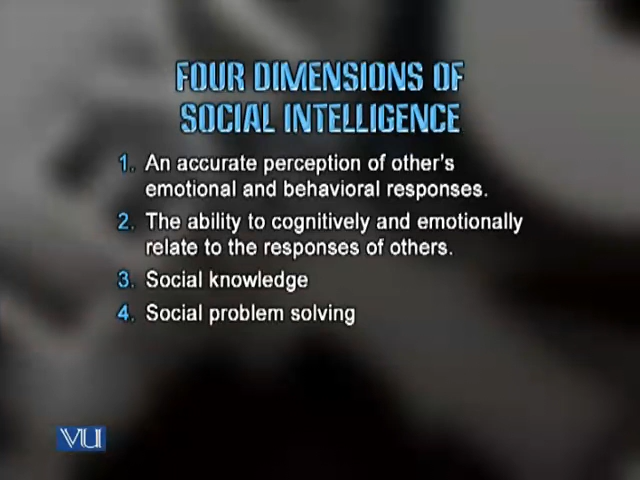 FOUR DIMENSIONS OF
SOCIAL INTELLIGENCE
1. An accurate perception of other's
emotional and behavioral responses.
2. The ability to cognitively and emotionally
relate to the responses of others.
3. Social knowledge
4. Social problem solving
VU